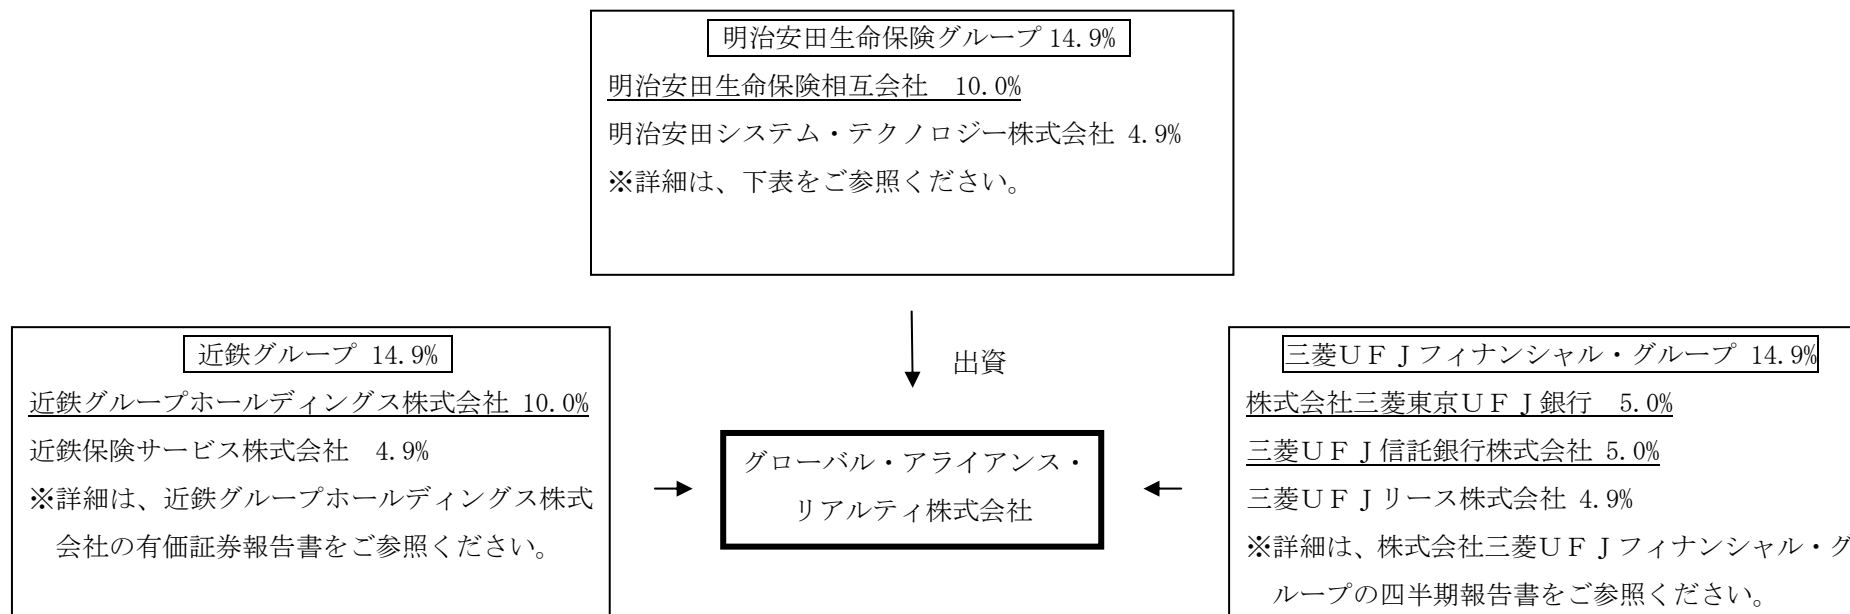 明治安田生命保険グループ 14.9%
明治安田生命保険相互会社　10.0%
明治安田システム・テクノロジー株式会社 4.9%
※詳細は、下表をご参照ください。
近鉄グループ 14.9%
近鉄グループホールディングス株式会社 10.0%
近鉄保険サービス株式会社　4.9%
※詳細は、近鉄グループホールディングス株式
会社の有価証券報告書をご参照ください。
出資
グローバル・アライアンス・
リアルティ株式会社
三菱ＵＦＪフィナンシャル・グループ 14.9%
株式会社三菱東京ＵＦＪ銀行　5.0%
三菱ＵＦＪ信託銀行株式会社 5.0%
三菱ＵＦＪリース株式会社 4.9%
※詳細は、株式会社三菱ＵＦＪフィナンシャル・グ
ループの四半期報告書をご参照ください。